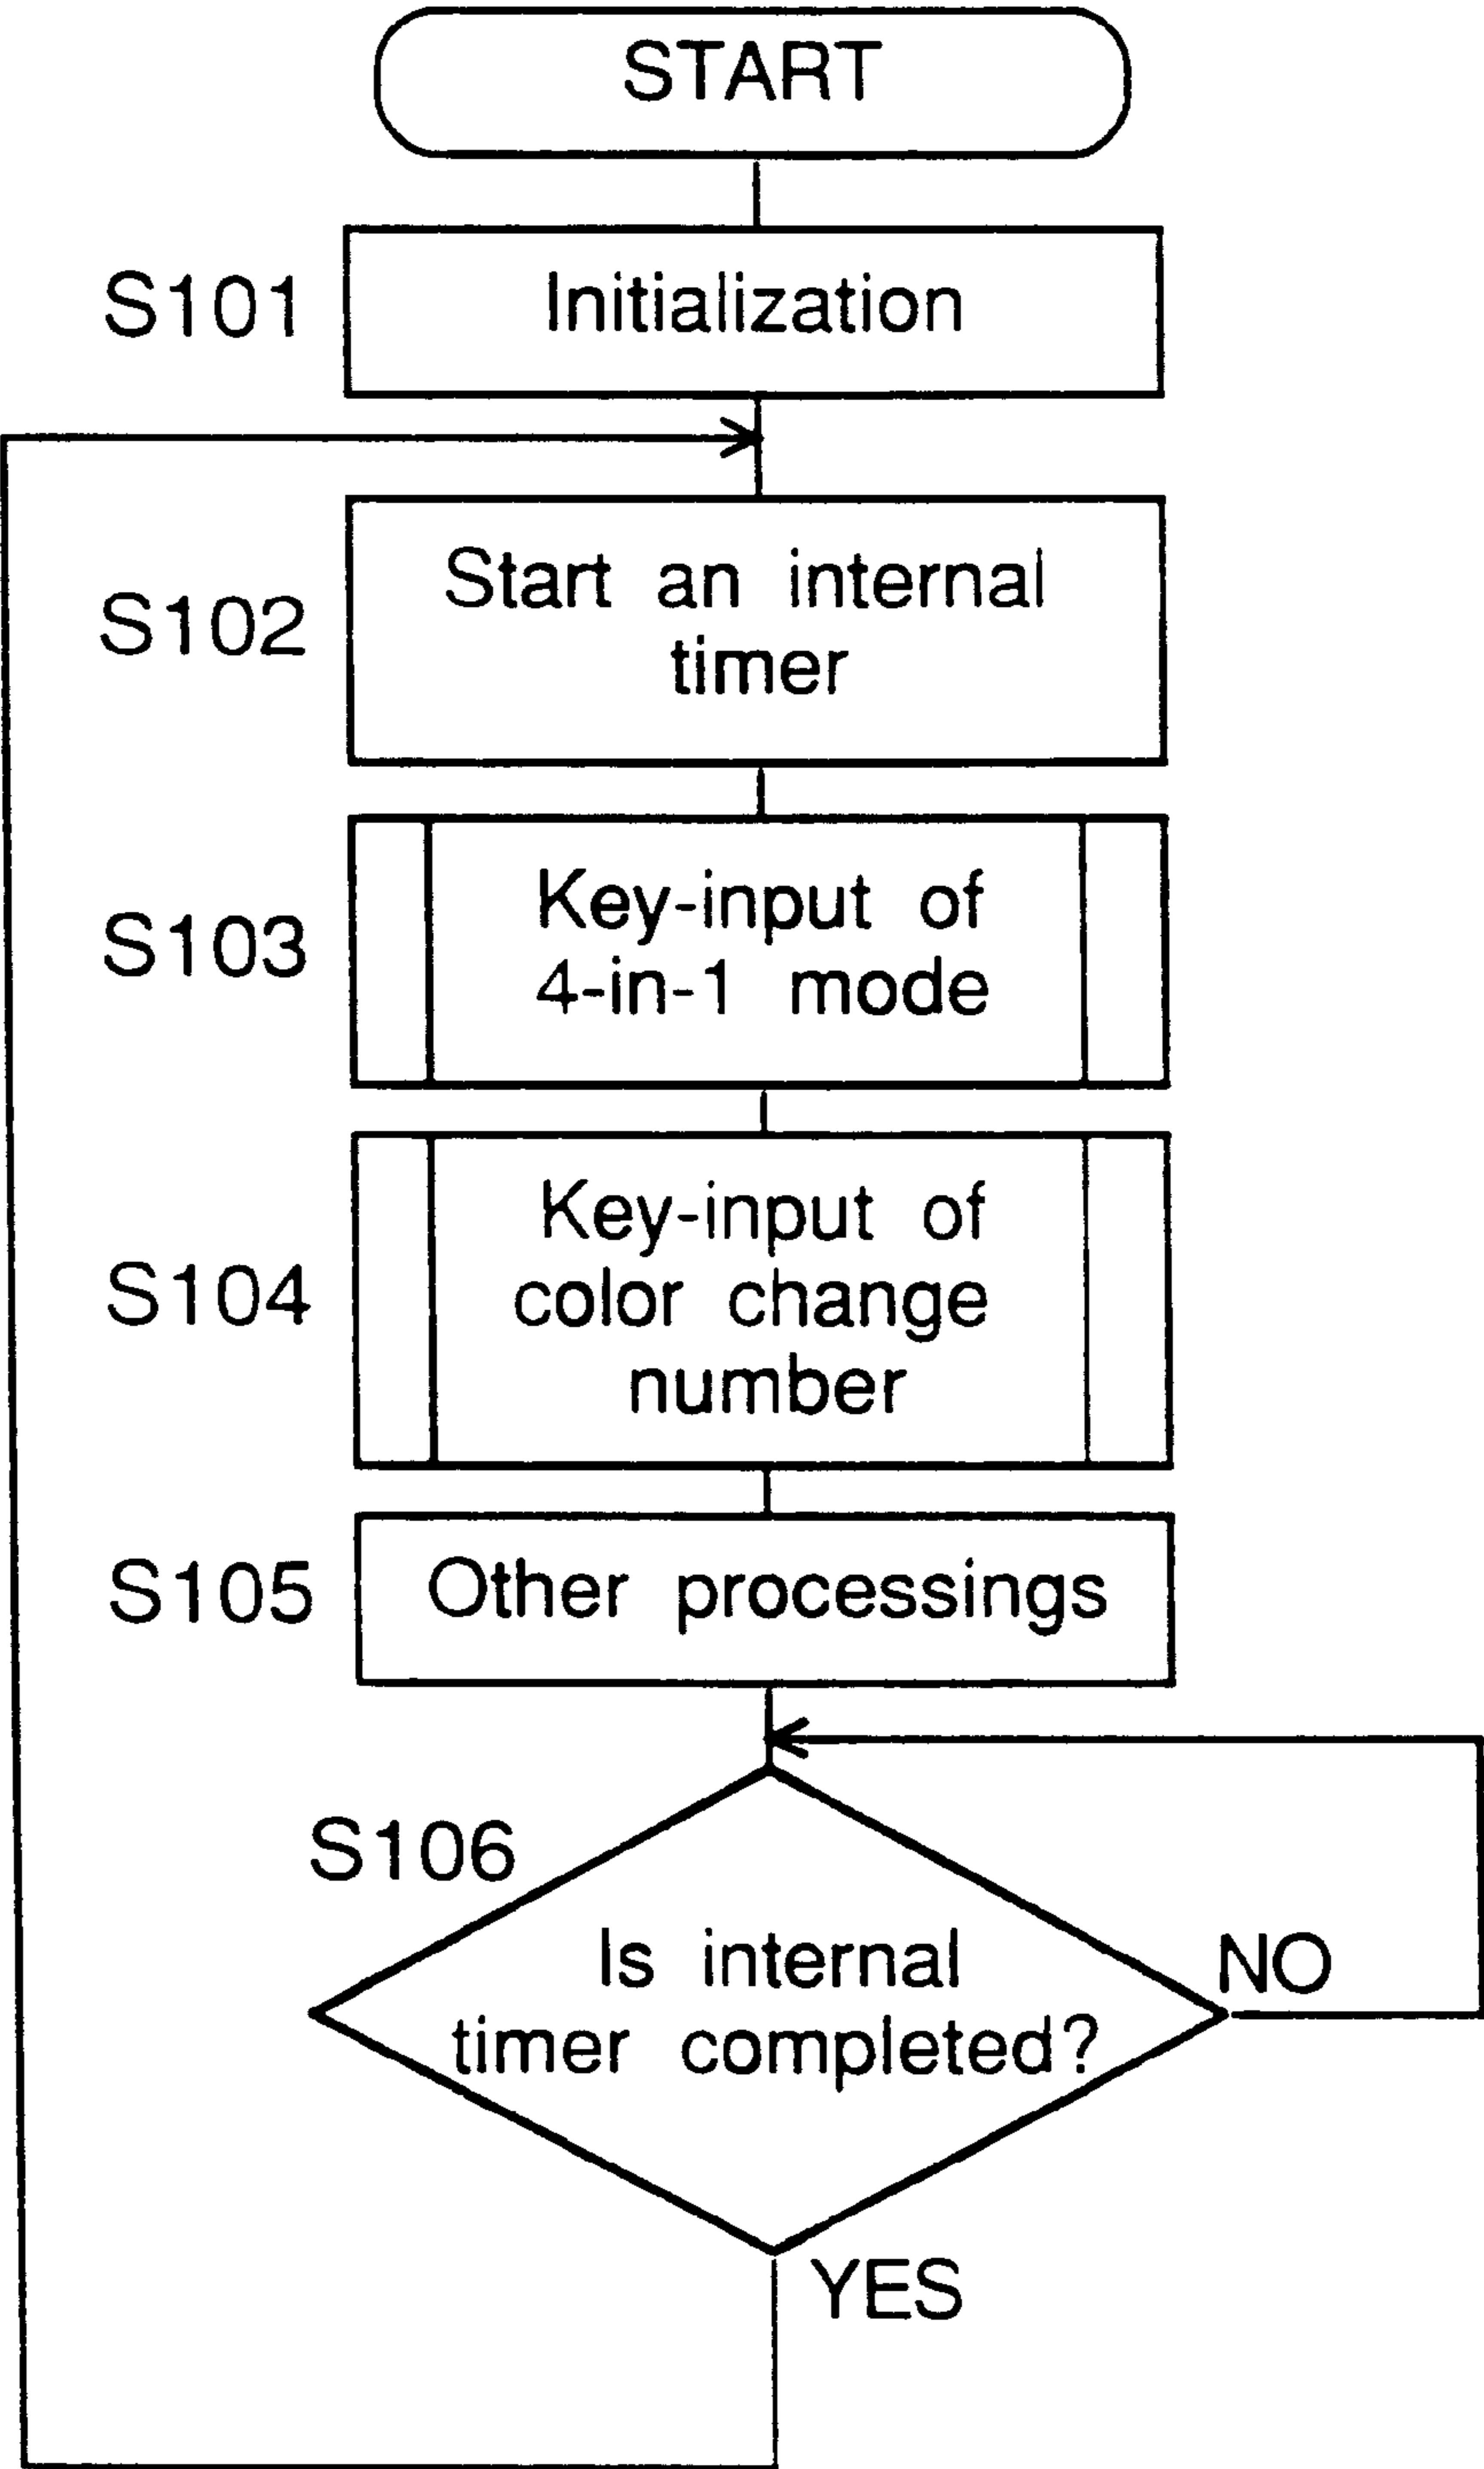 START
S101
Initialization
S102
Start an internal
timer
S103
Key-input of
4-in-1 mode
S104
Key-input of
color change
number
S105
Other processings
S106
Is internal
timer completed?
NO
YES